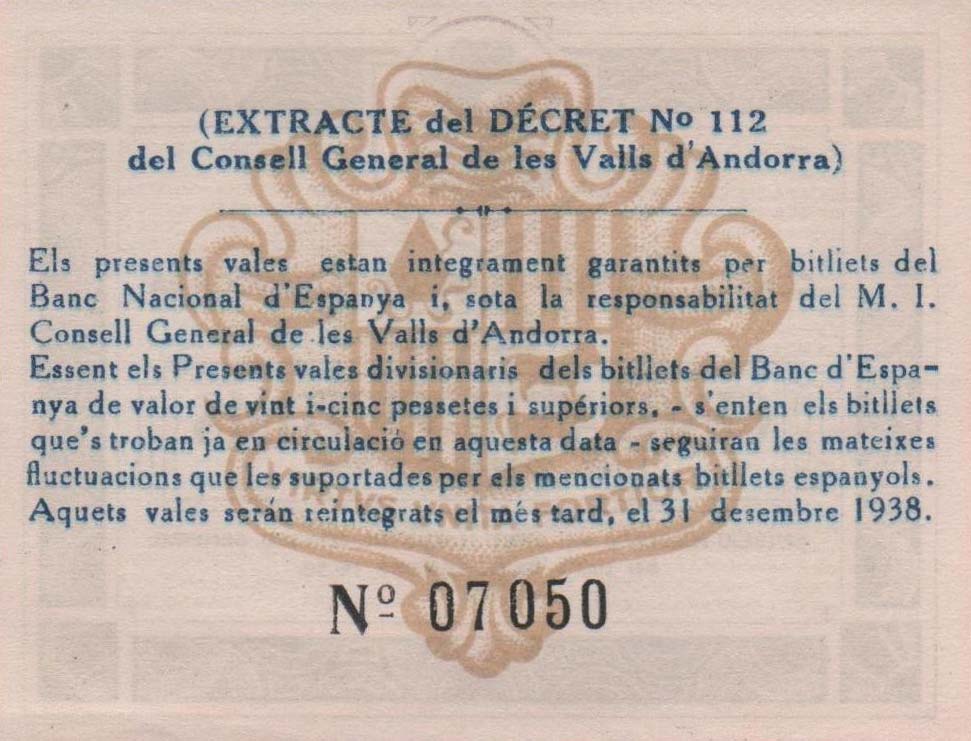 (EXTRACTE del DÉCRET Nº 112
del Consell General de les Valls d'Andorra)
Els presents vales estan integrament garantits per bitllets del
Banc Nacional d'Espanya i, sota la responsabilitat del M. I.
Consell General de les Valls d'Andorra.
Essent els Presents vales divisionaris dels bitllets del Banc d'Espa-
nya de valor de vint i-cinc pessetes i supériors, - s'enten els bitllets
que's troban ja en circulació en aquesta data - seguiran les mateixes
fluctuacions que les suportades per els mencionats bitllets espanyols.
Aquets vales serán reintegrats el més tard, el 31 desembre 1938.
VIRTVS VNITA FORTIOR
Nº 07050